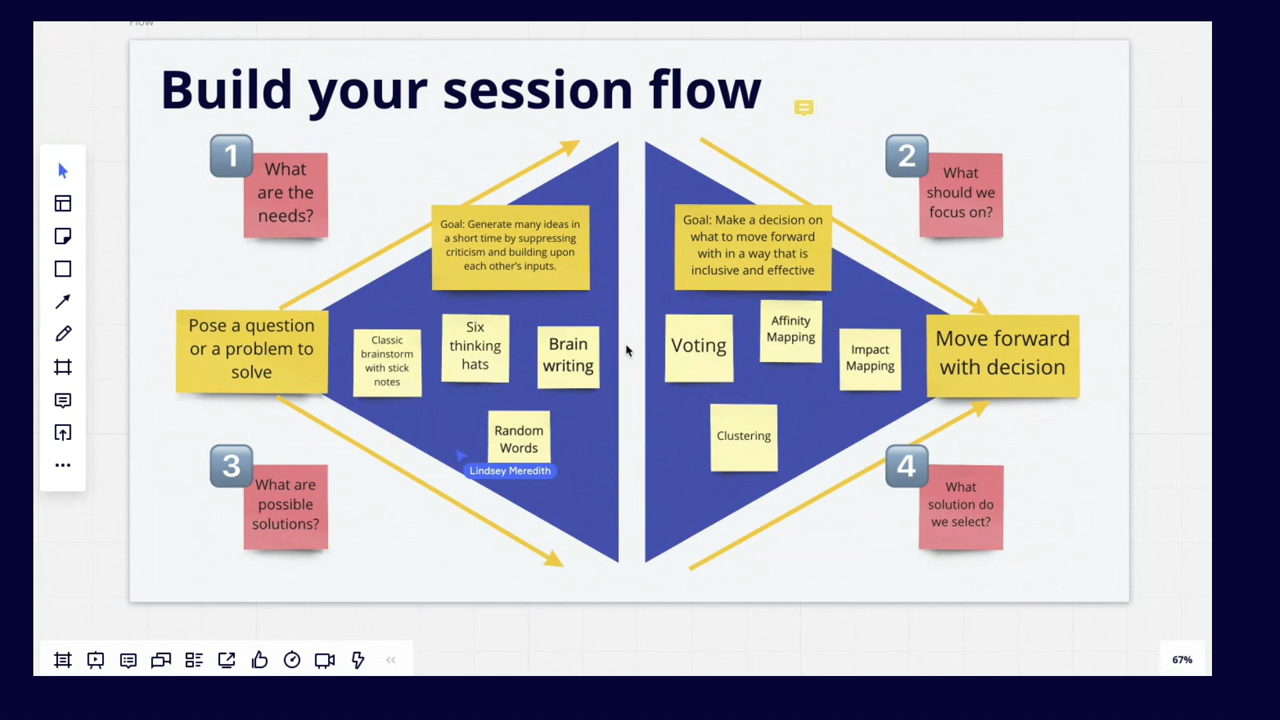 Flow
Build your session flow
1
What
are the
needs?
2
What
should we
focus on?
Goal: Generate many ideas in
a short time by suppressing
criticism and building upon
each other's inputs.
Goal: Make a decision on
what to move forward
with in a way that is
inclusive and effective
Pose a question
or a problem to
solve
Classic
brainstorm
with stick
notes
Six
thinking
hats
Brain
writing
Random
Words
Lindsey Meredith
Voting
Affinity
Mapping
Impact
Mapping
Clustering
Move forward
with decision
3
What are
possible
solutions?
4
What
solution do
we select?
67%